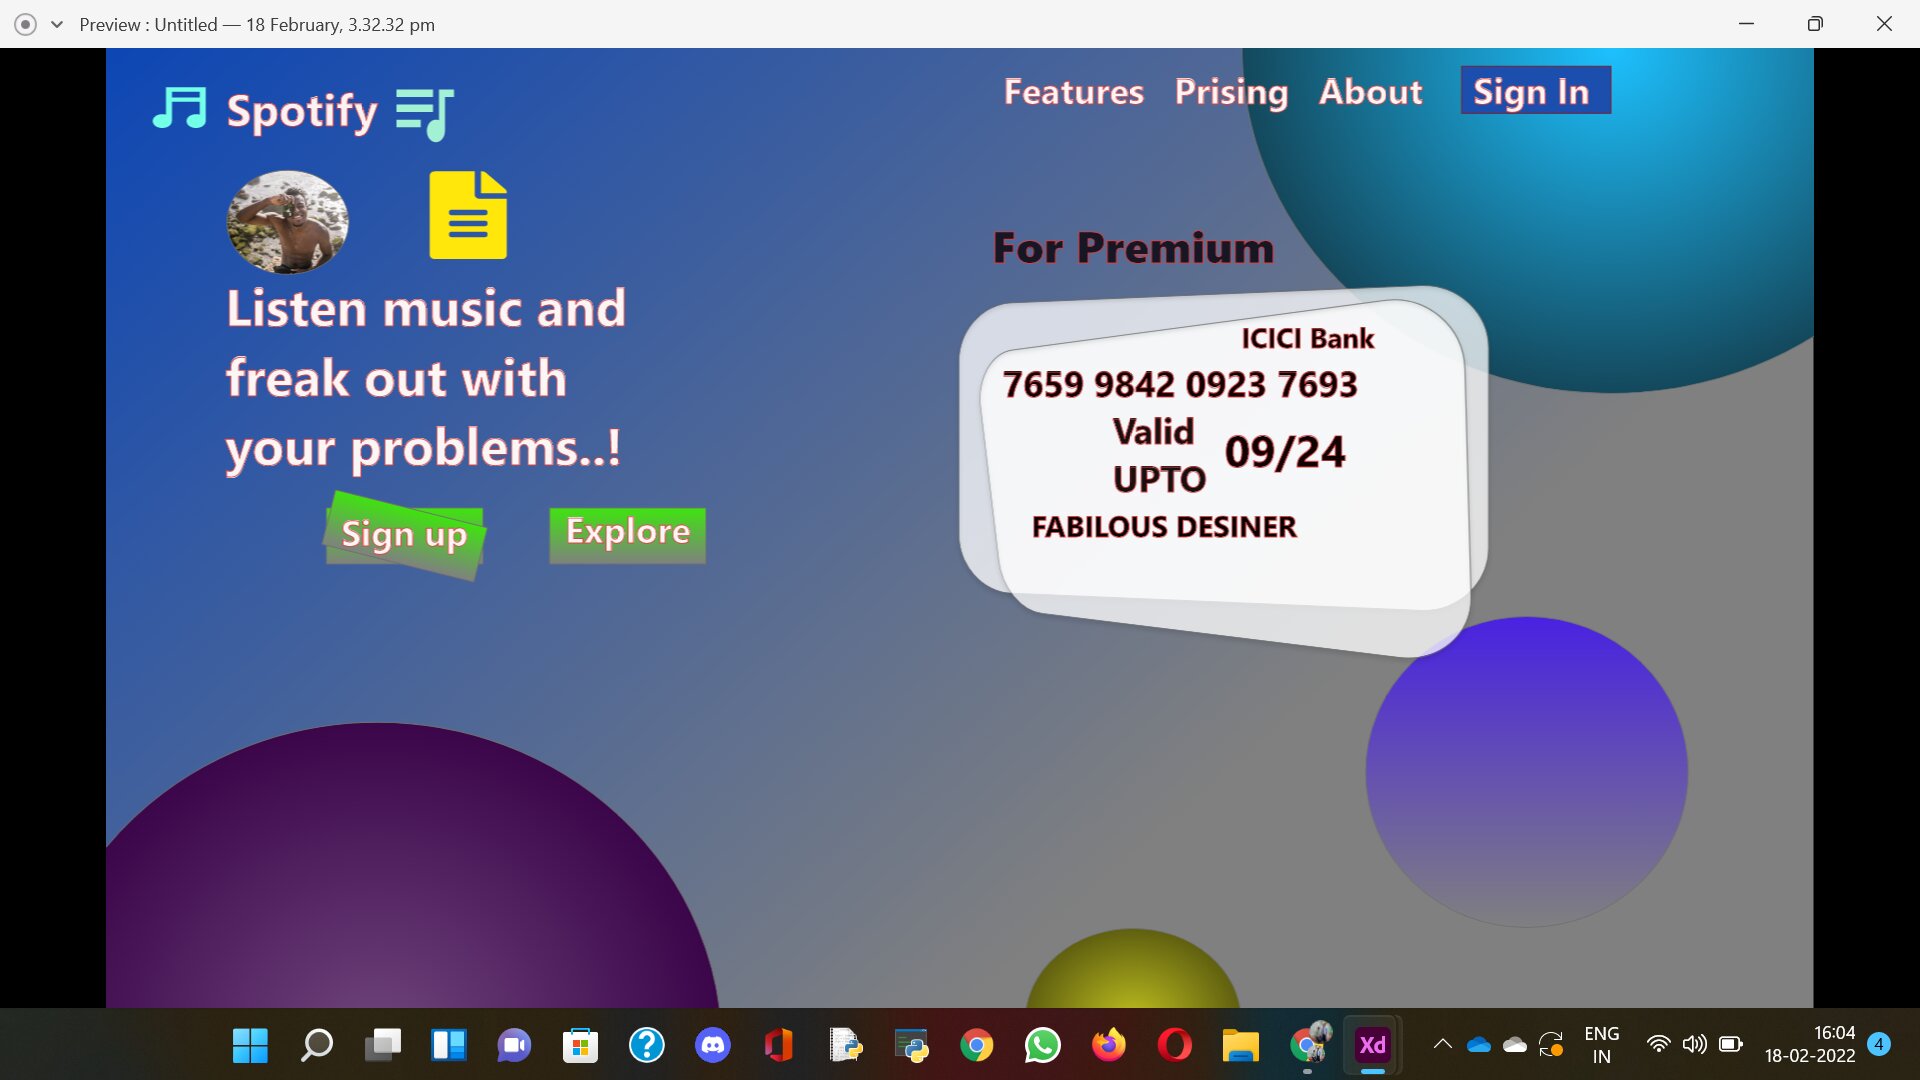 Preview : Untitled — 18 February, 3.32.32 pm
Spotify
Features Prising About Sign In
For Premium
Listen music and
freak out with
your problems..!
Sign up
Explore
ICICI Bank
7659 9842 0923 7693
Valid
UPTO
09/24
FABILOUS DESINER
Xd
ENG
IN
16:04
18-02-2022
4